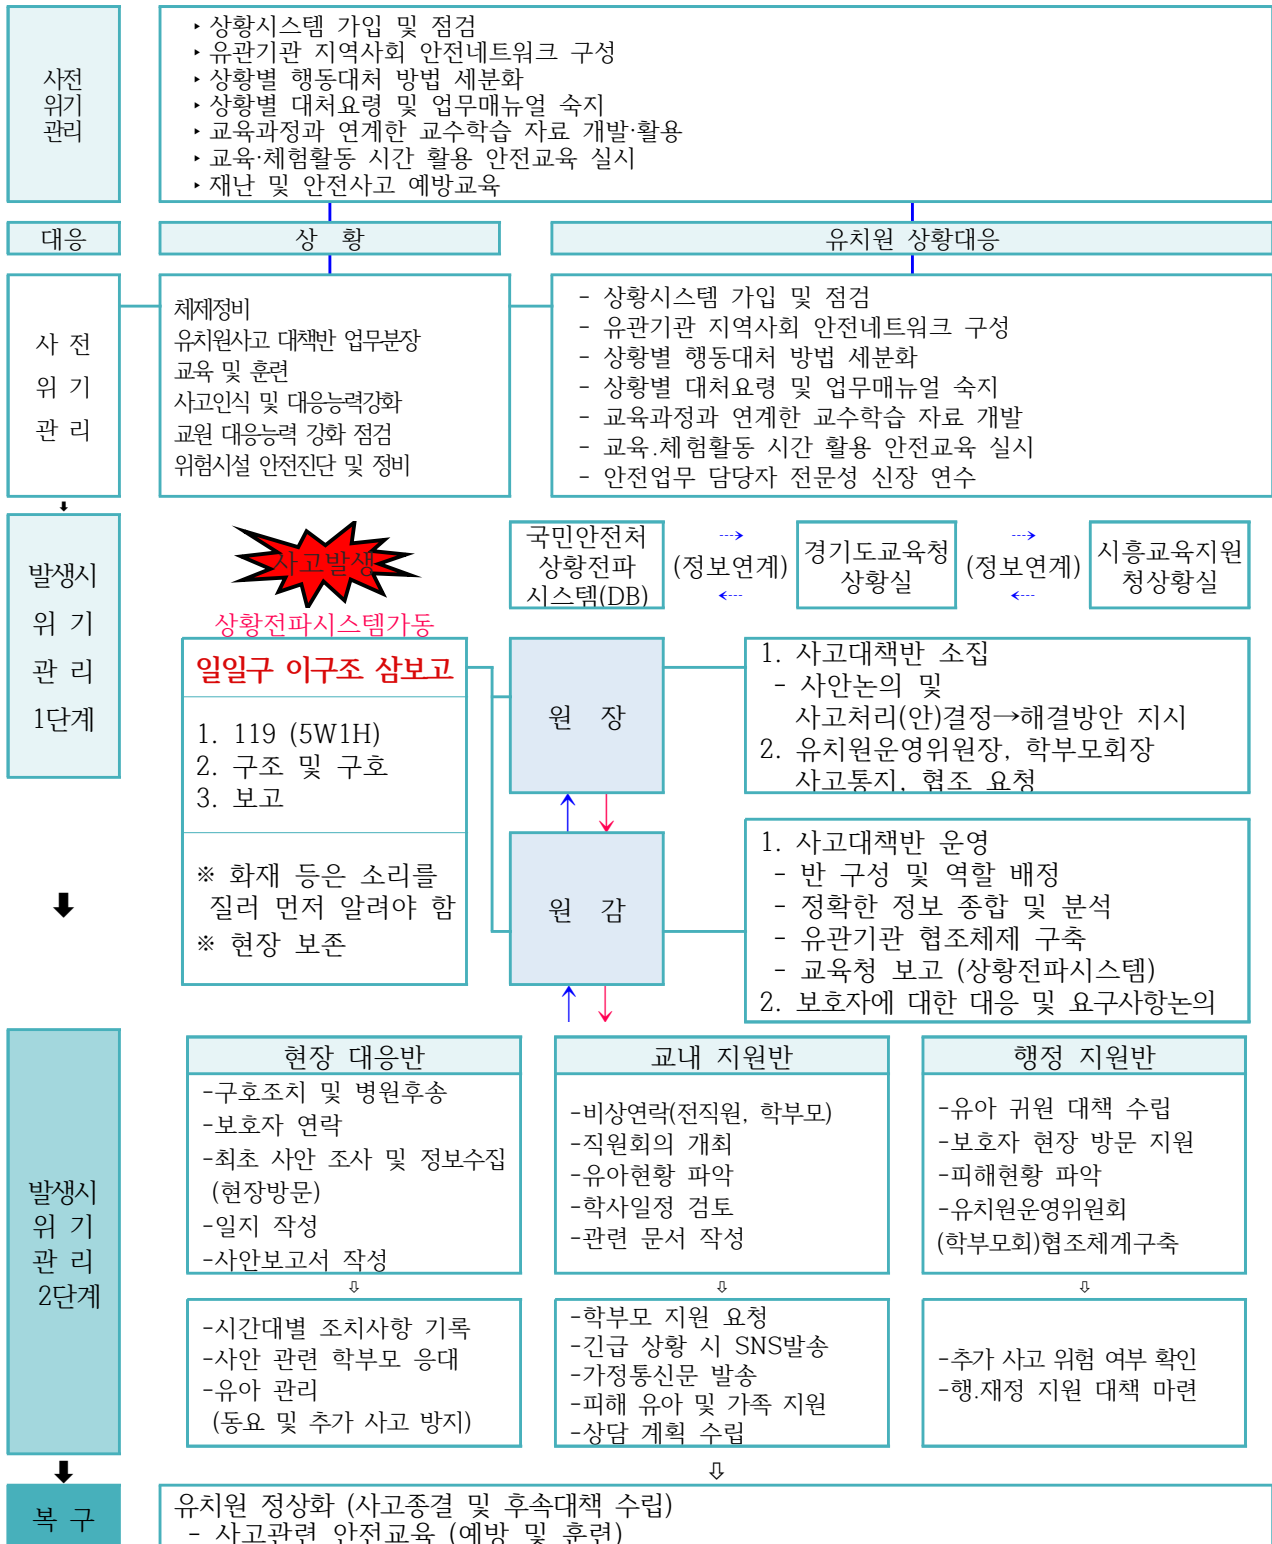 사전
위기
관리
‣상황시스템 가입 및 점검
‣유관기관 지역사회 안전네트워크 구성
‣상황별 행동대처 방법 세분화
‣상황별 대처요령 및 업무매뉴얼 숙지
‣교육과정과 연계한 교수학습 자료 개발·활용
‣교육·체험활동 시간 활용 안전교육 실시
‣재난 및 안전사고 예방교육
대응
상 황
유치원 상황대응
사 전
위 기
관 리
체제정비
유치원사고 대책반 업무분장
교육 및 훈련
사고인식 및 대응능력강화
교원 대응능력 강화 점검
위험시설 안전진단 및 정비
- 상황시스템 가입 및 점검
- 유관기관 지역사회 안전네트워크 구성
- 상황별 행동대처 방법 세분화
- 상황별 대처요령 및 업무매뉴얼 숙지
- 교육과정과 연계한 교수학습 자료 개발
- 교육.체험활동 시간 활용 안전교육 실시
- 안전업무 담당자 전문성 신장 연수
발생시
위 기
관 리
1단계
사고발생
상황전파시스템가동
국민안전처
상황전파
시스템(DB)
(정보연계)
경기도교육청
상황실
(정보연계)
시흥교육지원
청상황실
일일구 이구조 삼보고
1. 119 (5W1H)
2. 구조 및 구호
3. 보고
※ 화재 등은 소리를
질러 먼저 알려야 함
※ 현장 보존
원 장
1. 사고대책반 소집
- 사안논의 및
사고처리(안)결정→해결방안 지시
2. 유치원운영위원장, 학부모회장
사고통지, 협조 요청
원 감
1. 사고대책반 운영
- 반 구성 및 역할 배정
- 정확한 정보 종합 및 분석
- 유관기관 협조체제 구축
- 교육청 보고 (상황전파시스템)
2. 보호자에 대한 대응 및 요구사항논의
발생시
위 기
관 리
2단계
현장 대응반
-구호조치 및 병원후송
-보호자 연락
-최초 사안 조사 및 정보수집
(현장방문)
-일지 작성
-사안보고서 작성
교내 지원반
-비상연락(전직원, 학부모)
-직원회의 개최
-유아현황 파악
-학사일정 검토
-관련 문서 작성
행정 지원반
-유아 귀원 대책 수립
-보호자 현장 방문 지원
-피해현황 파악
-유치원운영위원회
(학부모회)협조체계구축
-시간대별 조치사항 기록
-사안 관련 학부모 응대
-유아 관리
(동요 및 추가 사고 방지)
-학부모 지원 요청
-긴급 상황 시 SNS발송
-가정통신문 발송
-피해 유아 및 가족 지원
-상담 계획 수립
-추가 사고 위험 여부 확인
-행.재정 지원 대책 마련
복 구
유치원 정상화 (사고종결 및 후속대책 수립)
- 사고관련 안전교육 (예방 및 훈련)